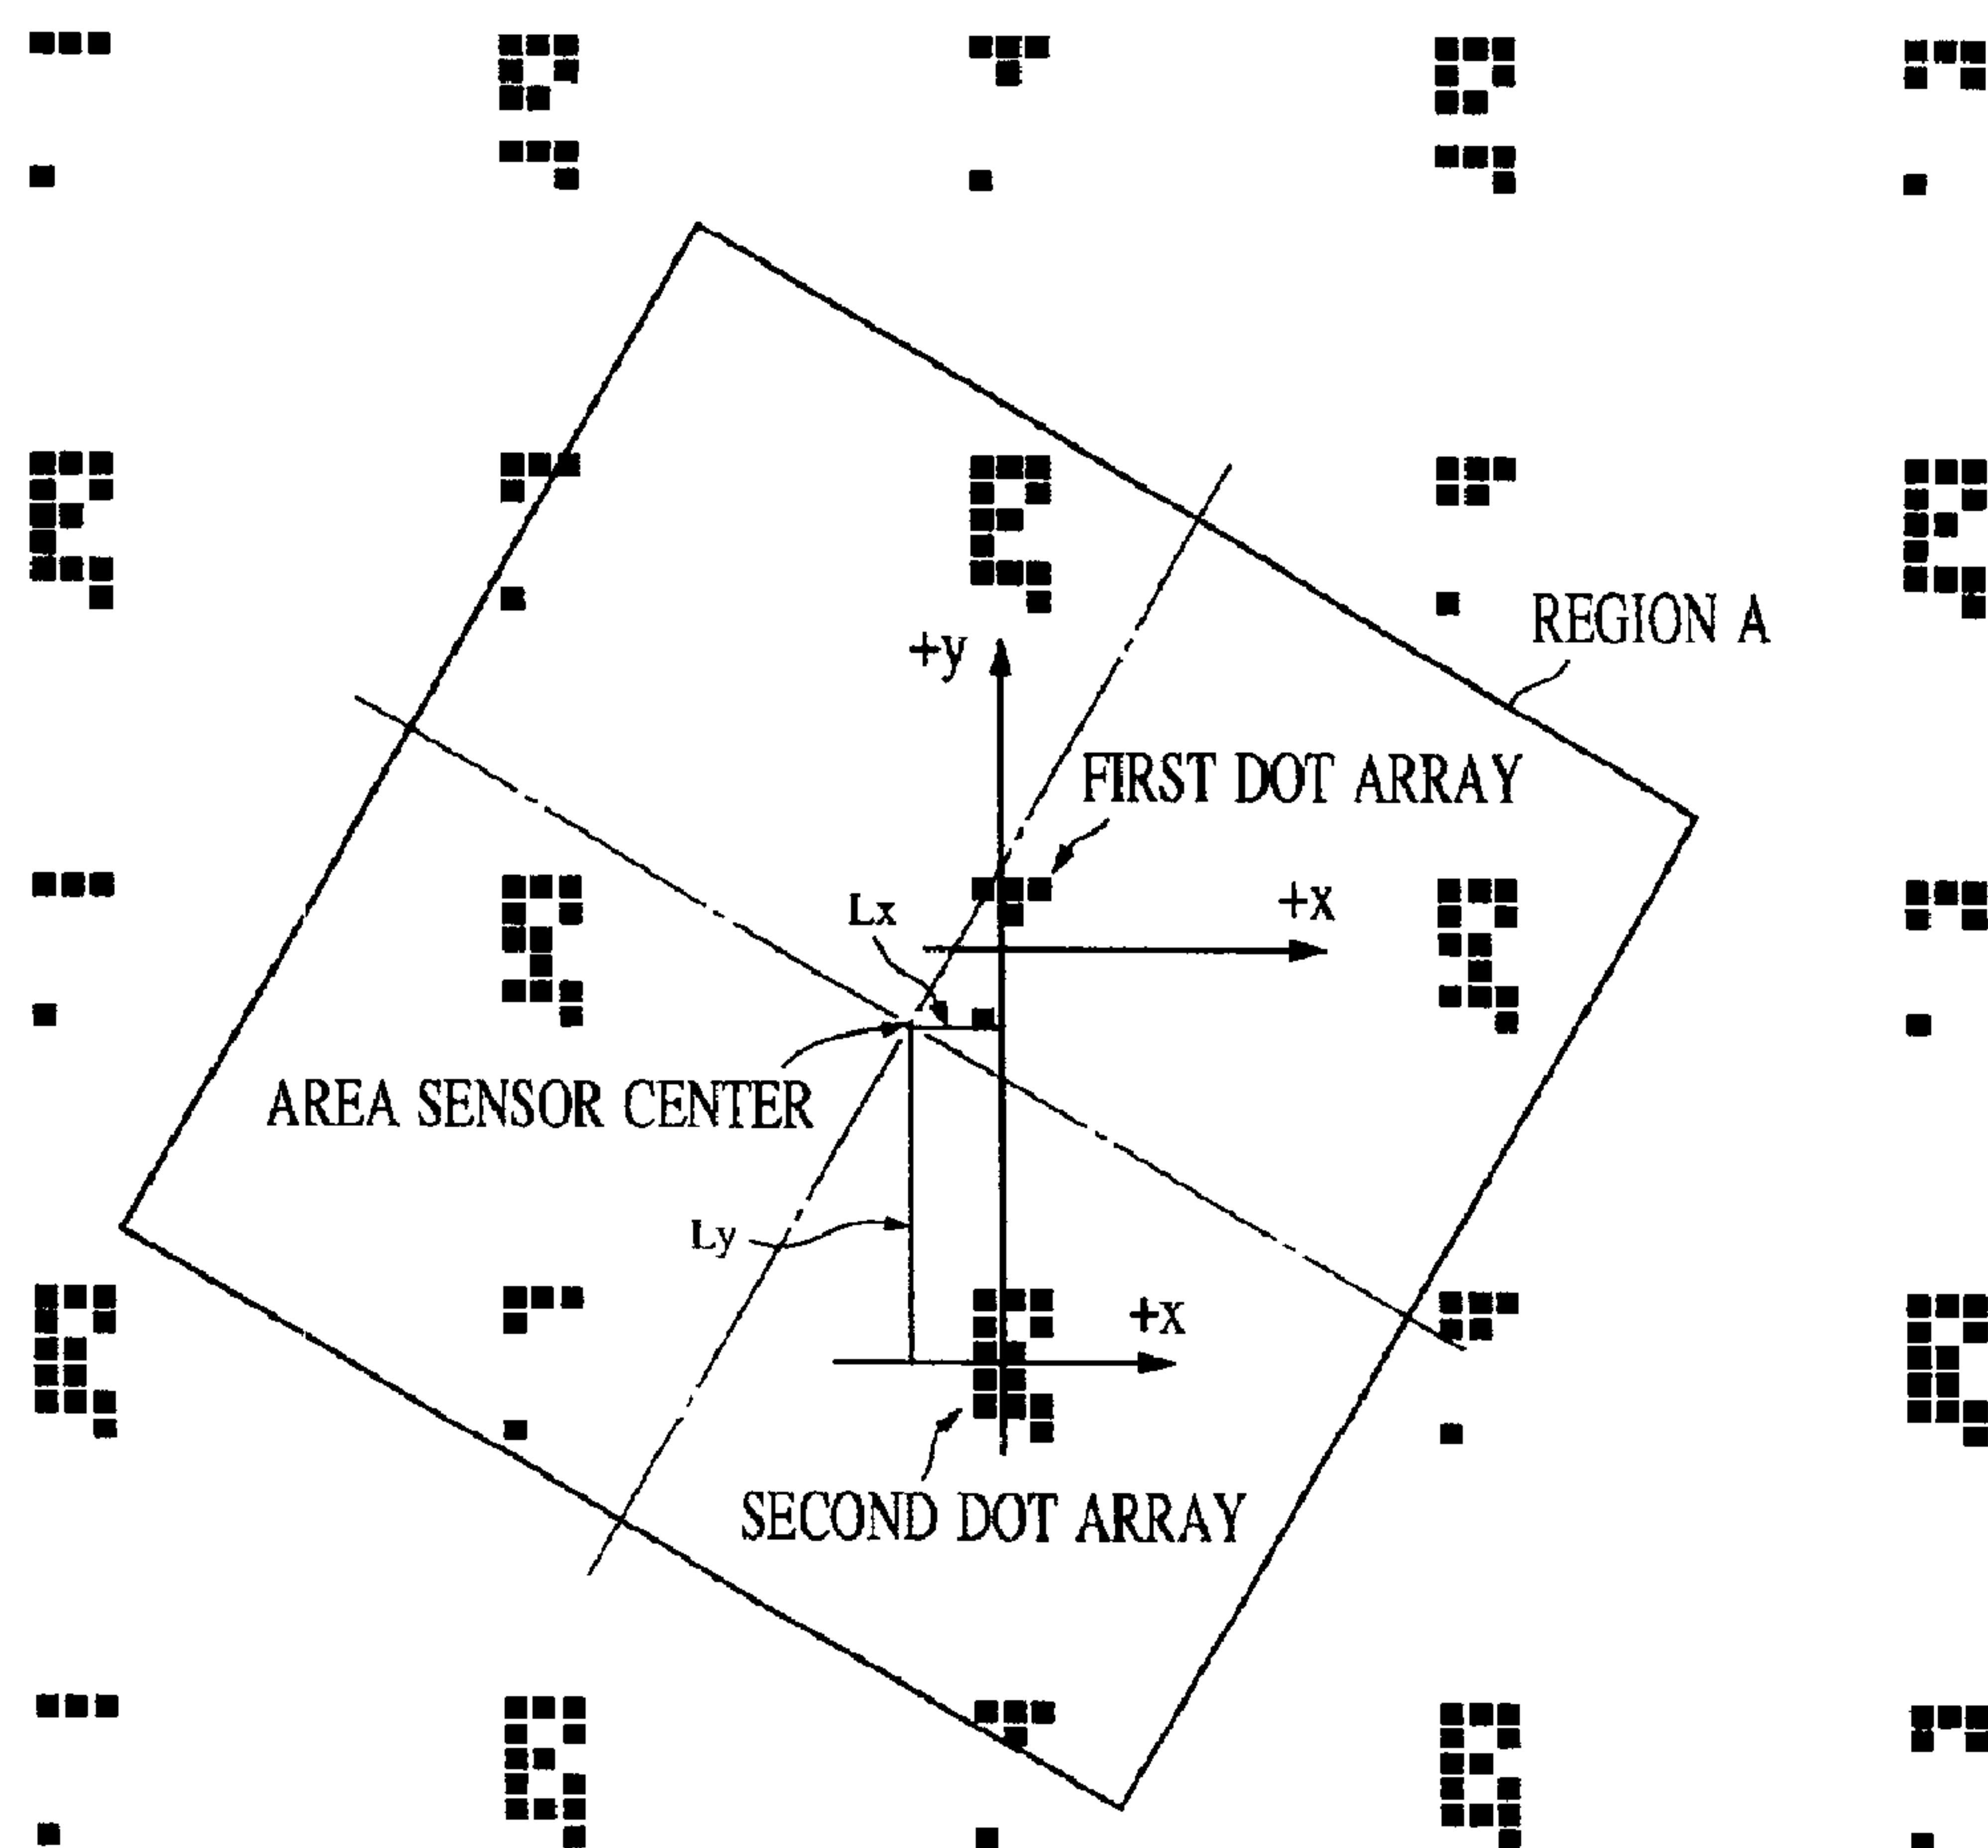 REGION A
+y
FIRST DOT ARRAY
Lx
+x
AREA SENSOR CENTER
Ly
+x
SECOND DOT ARRAY